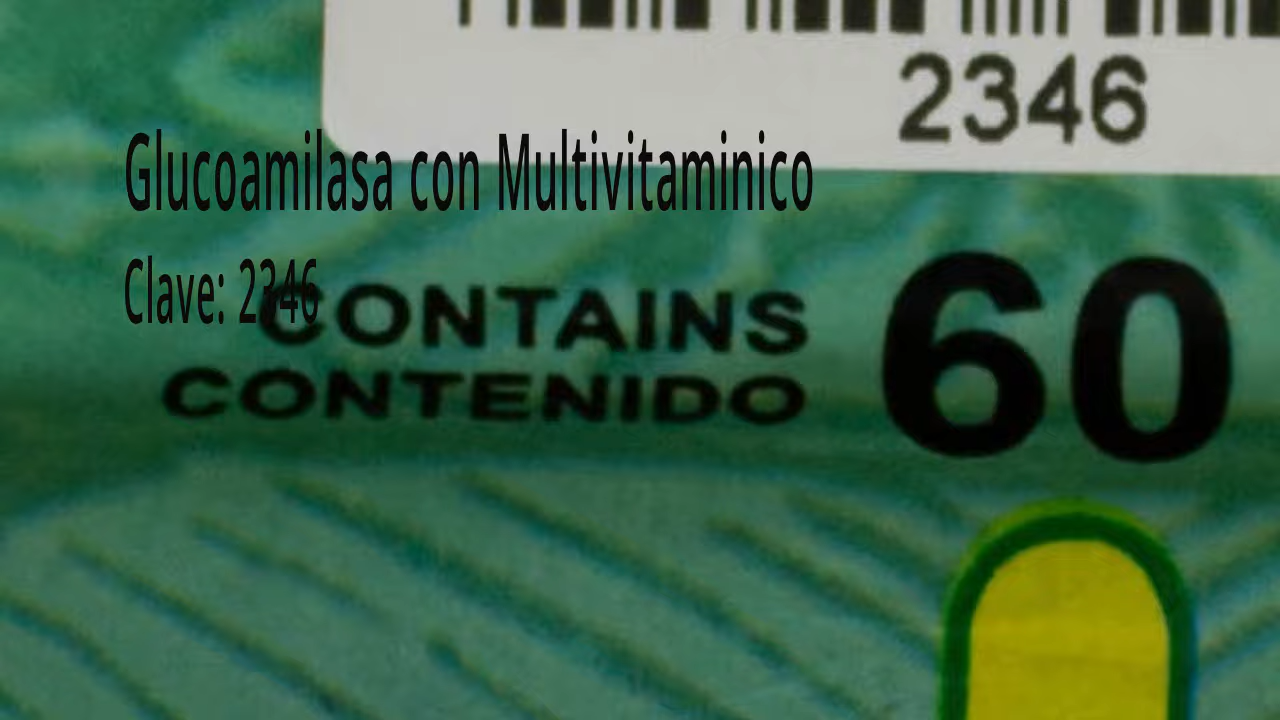 2346
Glucoamilasa con Multivitaminico
Clave: 2346
CONTAINS
CONTENIDO
60